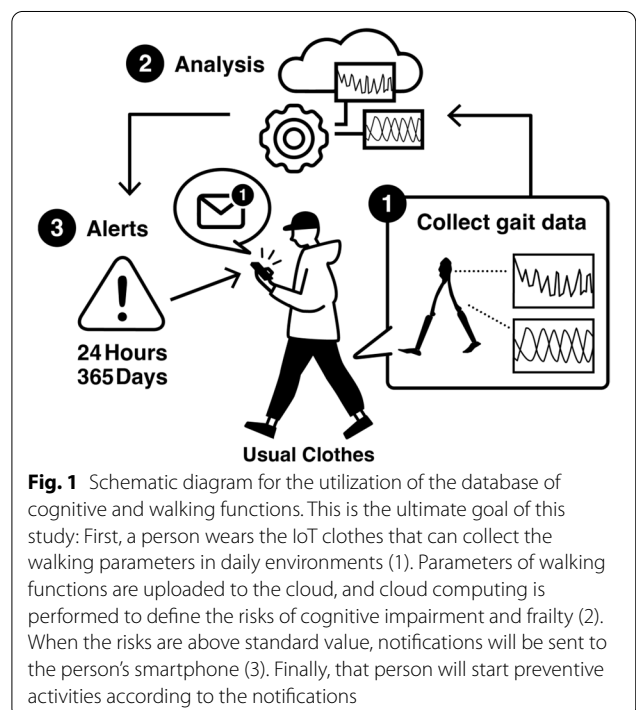 2 Analysis
1
3 Alerts
1
Collect gait data
24Hours
365Days
Usual Clothes
Fig. 1 Schematic diagram for the utilization of the database of
cognitive and walking functions. This is the ultimate goal of this
study: First, a person wears the IoT clothes that can collect the
walking parameters in daily environments (1). Parameters of walking
functions are uploaded to the cloud, and cloud computing is
performed to define the risks of cognitive impairment and frailty (2).
When the risks are above standard value, notifications will be sent to
the person's smartphone (3). Finally, that person will start preventive
activities according to the notifications